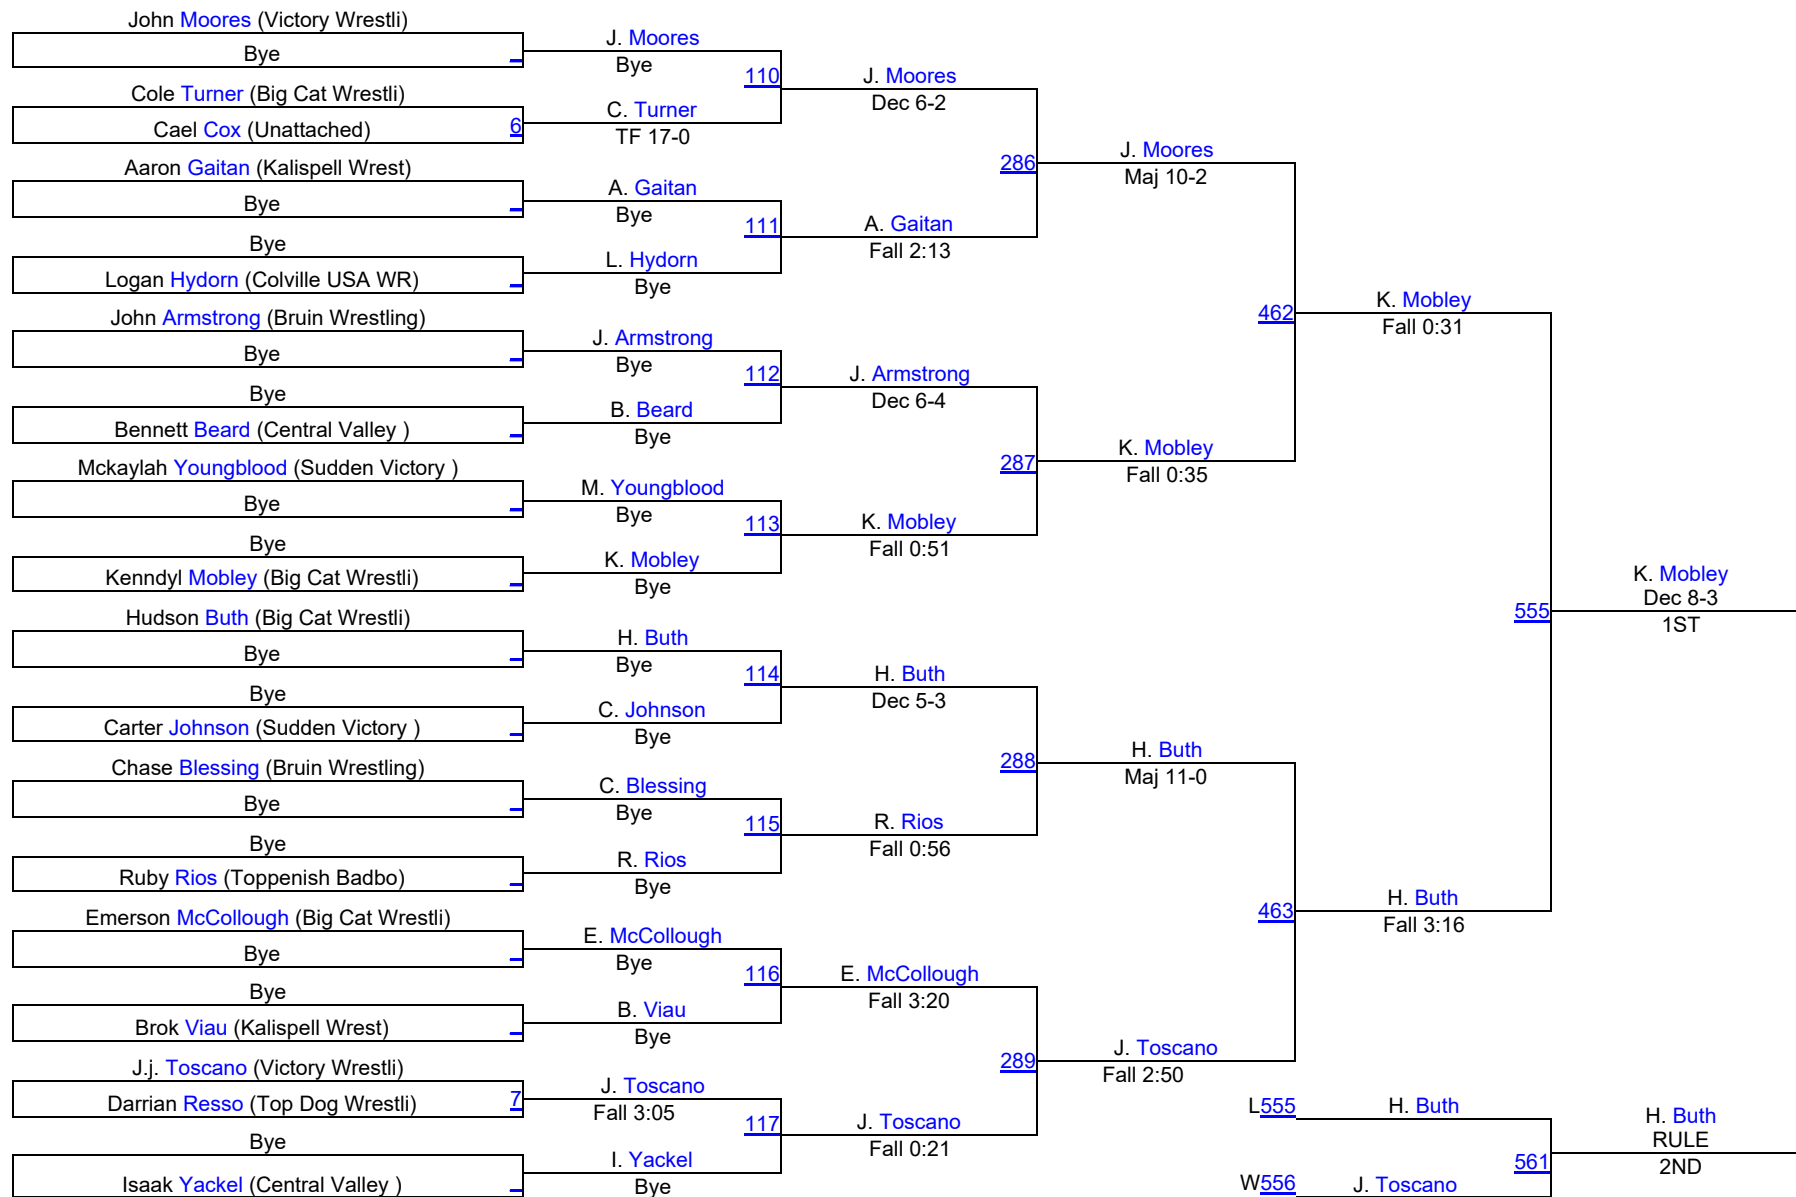 John Moores (Victory Wrestli)
Bye
J. Moores
Bye
110
Cole Turner (Big Cat Wrestli)
Cael Cox (Unattached)
6
C. Turner
TF 17-0
J. Moores
Dec 6-2
286
Aaron Gaitan (Kalispell Wrest)
Bye
A. Gaitan
Bye
111
Bye
Logan Hydorn (Colville USA WR)
L. Hydorn
Bye
A. Gaitan
Fall 2:13
J. Moores
Maj 10-2
462
John Armstrong (Bruin Wrestling)
Bye
J. Armstrong
Bye
112
Bye
Bennett Beard (Central Valley )
B. Beard
Bye
J. Armstrong
Dec 6-4
287
Mckaylah Youngblood (Sudden Victory )
Bye
M. Youngblood
Bye
113
Bye
Kenndyl Mobley (Big Cat Wrestli)
K. Mobley
Bye
K. Mobley
Fall 0:51
K. Mobley
Fall 0:35
K. Mobley
Fall 0:31
555
K. Mobley
Dec 8-3
1ST
Hudson Buth (Big Cat Wrestli)
Bye
H. Buth
Bye
114
Bye
Carter Johnson (Sudden Victory )
C. Johnson
Bye
H. Buth
Dec 5-3
288
Chase Blessing (Bruin Wrestling)
Bye
C. Blessing
Bye
115
Bye
Ruby Rios (Toppenish Badbo)
R. Rios
Bye
R. Rios
Fall 0:56
H. Buth
Maj 11-0
463
H. Buth
Fall 3:16
Emerson McCollough (Big Cat Wrestli)
Bye
E. McCollough
Bye
116
Bye
Brok Viau (Kalispell Wrest)
B. Viau
Bye
E. McCollough
Fall 3:20
289
J. Toscano
Fall 2:50
J.j. Toscano (Victory Wrestli)
Darrian Resso (Top Dog Wrestli)
7
J. Toscano
Fall 3:05
117
Bye
Isaak Yackel (Central Valley )
I. Yackel
Bye
J. Toscano
Fall 0:21
L555
H. Buth
W556
J. Toscano
561
H. Buth
RULE
2ND